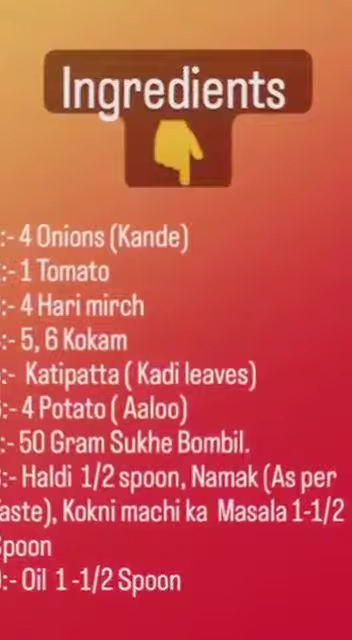 Ingredients
:- 4 Onions (Kande)
:- 1 Tomato
:- 4 Hari mirch
:- 5, 6 Kokam
:- Katipatta ( Kadi leaves)
:- 4 Potato ( Aaloo)
:- 50 Gram Sukhe Bombil.
:- Haldi 1/2 spoon, Namak (As per
aste), Kokni machi ka Masala 1-1/2
Spoon
:- Oil 1 -1/2 Spoon